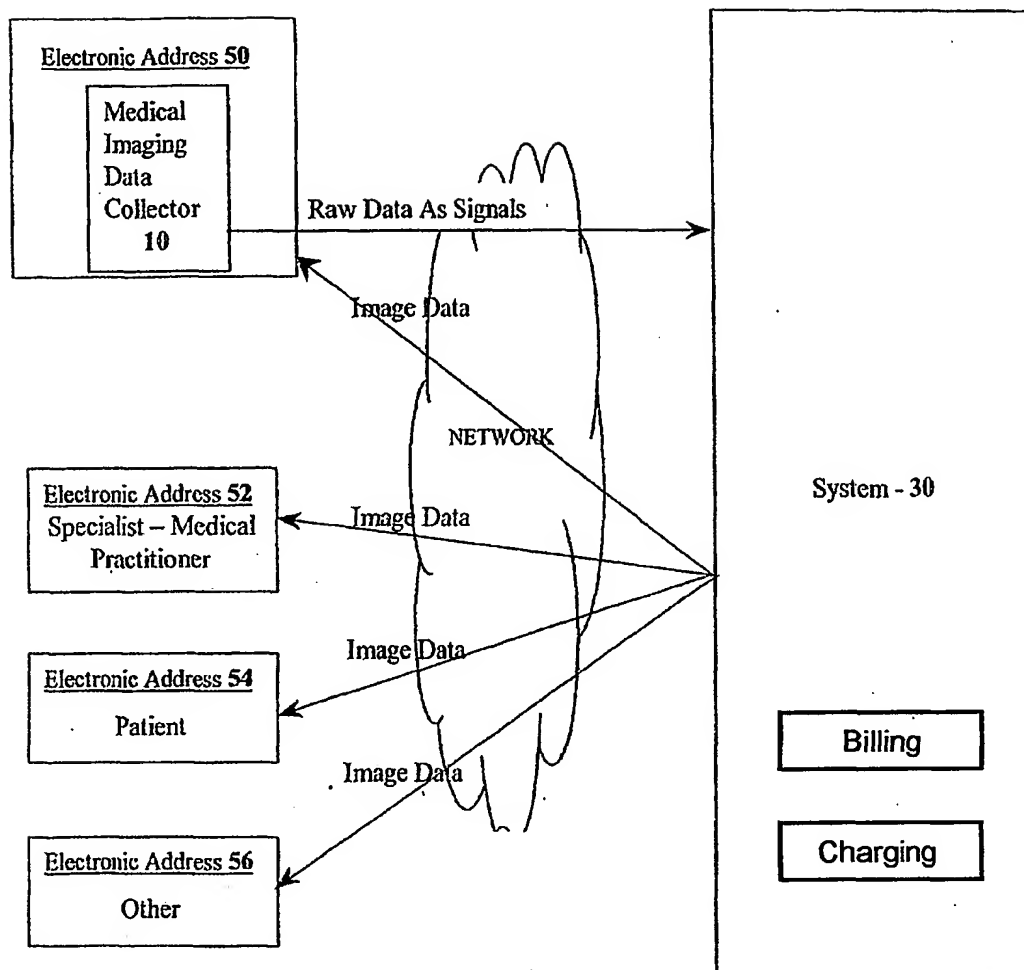 Electronic Address 50
Medical
Imaging
Data
Collector
10
Raw Data As Signals
Image Data
NETWORK
System - 30
Electronic Address 52
Specialist – Medical
Practitioner
Image Data
Electronic Address 54
Patient
Image Data
Billing
Image Data
Charging
Electronic Address 56
Other